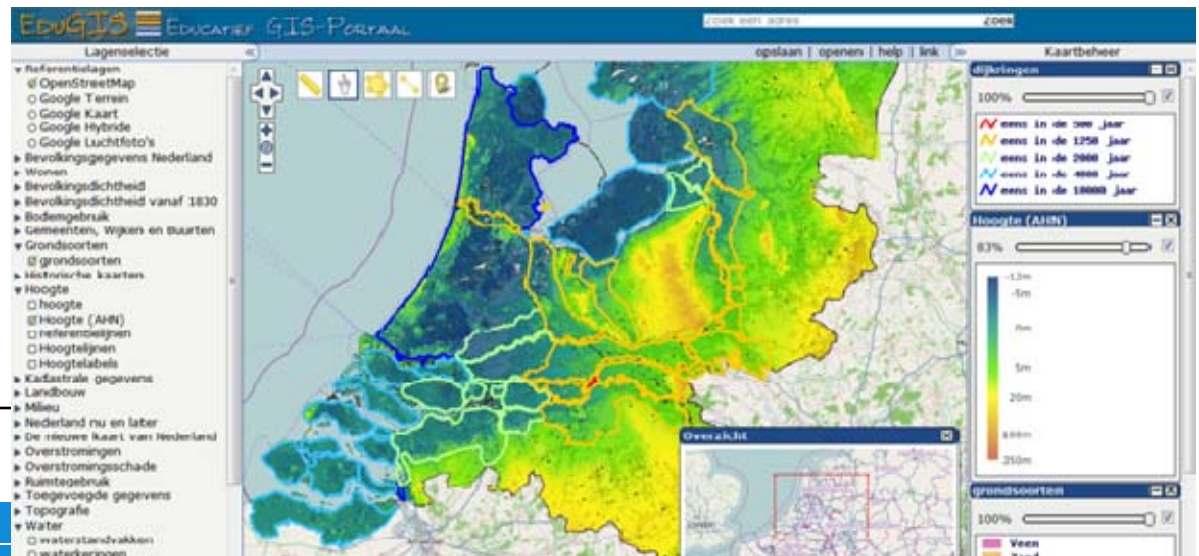 EDUGIS EDUCATIEF GIS-PORTAAL
zoek een adres
zoek
Lagenselectie
opslaan | openen | help | link
Kaartbeheer
Referentielagen
OpenStreetMap
Google Terrein
Google Kaart
Google Hybride
Google Luchtfoto's
Bevolkingsgegevens Nederland
Wonen
Bevolkingsdichtheid
Bevolkingsdichtheid vanaf 1830
Bodemgebruik
Gemeenten, Wijken en Buurten
Grondsoorten
grondsoorten
Historische kaarten
Hoogte
hoogte
Hoogte (AHN)
referentielijnen
Hoogtelijnen
Hoogtelabels
Kadastrale gegevens
Landbouw
Milieu
Nederland nu en later
De nieuwe kaart van Nederland
Overstromingen
Overstromingsschade
Ruimtegebruik
Toegevoegde gegevens
Topografie
Water
waterstandvakken
waterkeringen
dijkringen
100%
eens in de 500 jaar
eens in de 1250 jaar
eens in de 2000 jaar
eens in de 4000 jaar
eens in de 10000 jaar
Hoogte (AHN)
83%
-5m
5m
20m
350m
Overzicht
grondsoorten
100%
Veen
Zand